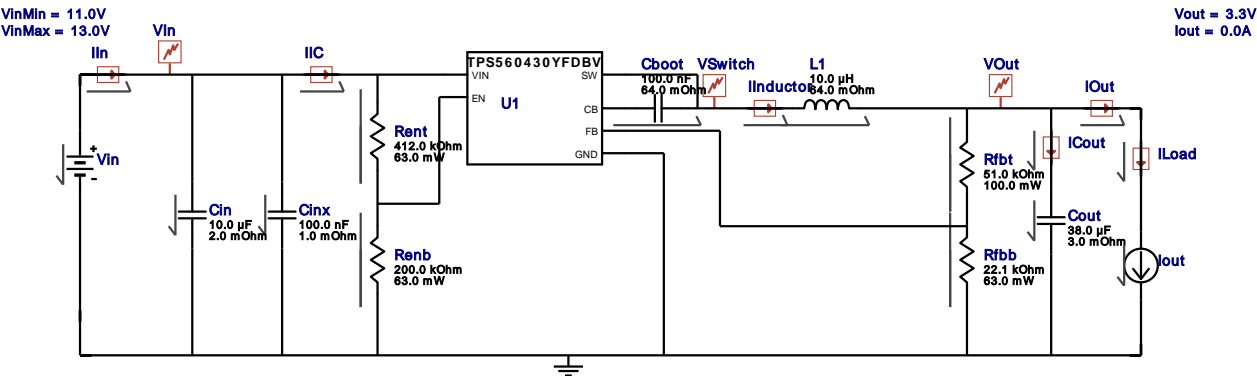 VinMin = 11.0V
VinMax = 13.0V
Vout = 3.3V
Iout = 0.0A
VIn
IIn
IIC
TPS560430YFDBV
VIN
EN
U1
SW
CB
FB
GND
Cboot
100.0 nF
64.0 mOhm
VSwitch
IInductor
L1
10.0 µH
64.0 mOhm
VOut
IOut
ICout
ILoad
Vin
+
-
Cin
10.0 µF
2.0 mOhm
Cinx
100.0 nF
1.0 mOhm
Rent
412.0 kOhm
63.0 mW
Renb
200.0 kOhm
63.0 mW
Rfbt
51.0 kOhm
100.0 mW
Rfbb
22.1 kOhm
63.0 mW
Cout
38.0 µF
3.0 mOhm
Iout